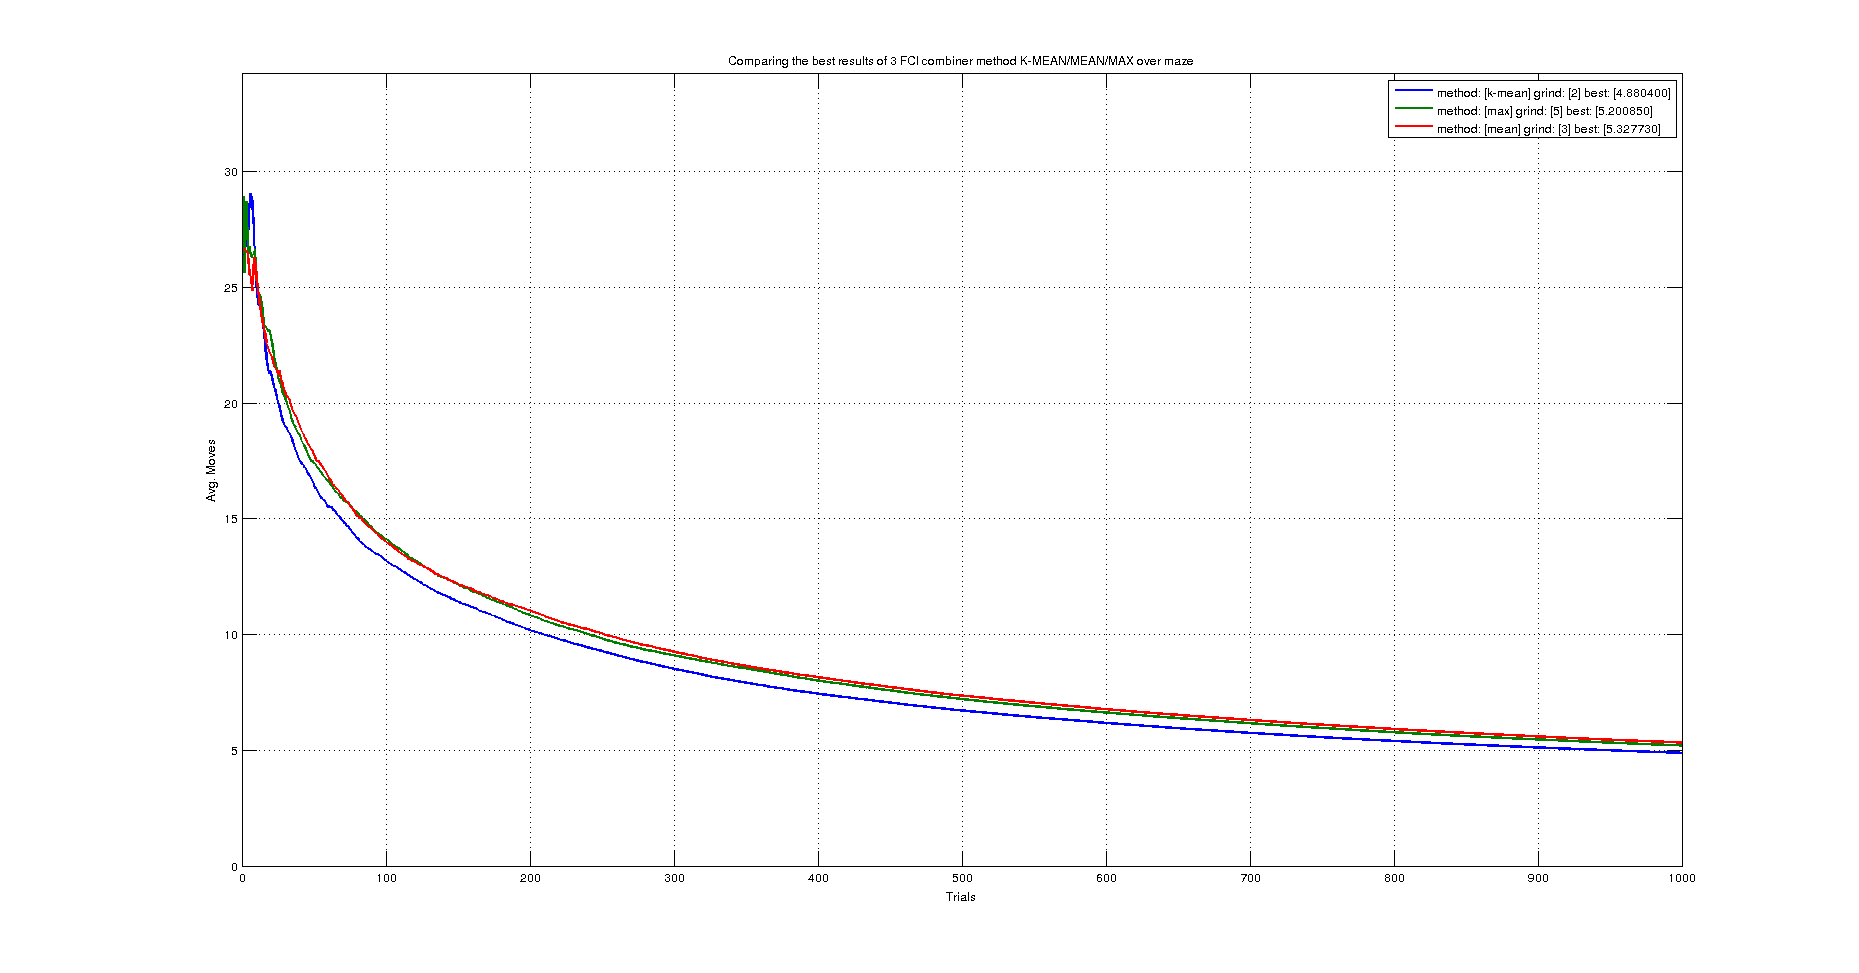 Comparing the best results of 3 FCI combiner method K-MEAN/MEAN/MAX over maze
method: [k-mean] grind: [2] best: [4.880400]
method: [max] grind: [5] best: [5.200850]
method: [mean] grind: [3] best: [5.327730]
30
25
20
15
10
5
0
Avg. Moves
0 100 200 300 400 500 600 700 800 900 1000
Trials